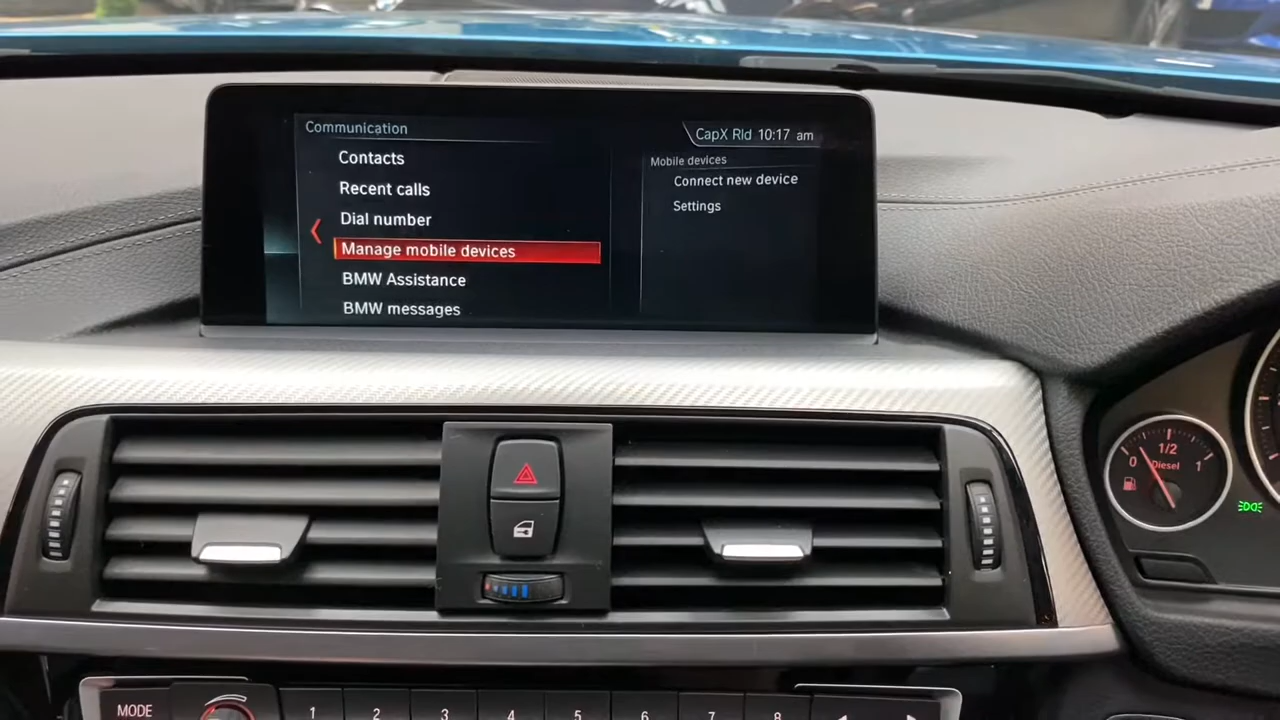 Communication
CapX Rld 10:17 am
Contacts
Recent calls
Dial number
Manage mobile devices
BMW Assistance
BMW messages
Mobile devices
Connect new device
Settings
0 1/2 1
Diesel
MODE
1 2 3 4 5 6 7 8